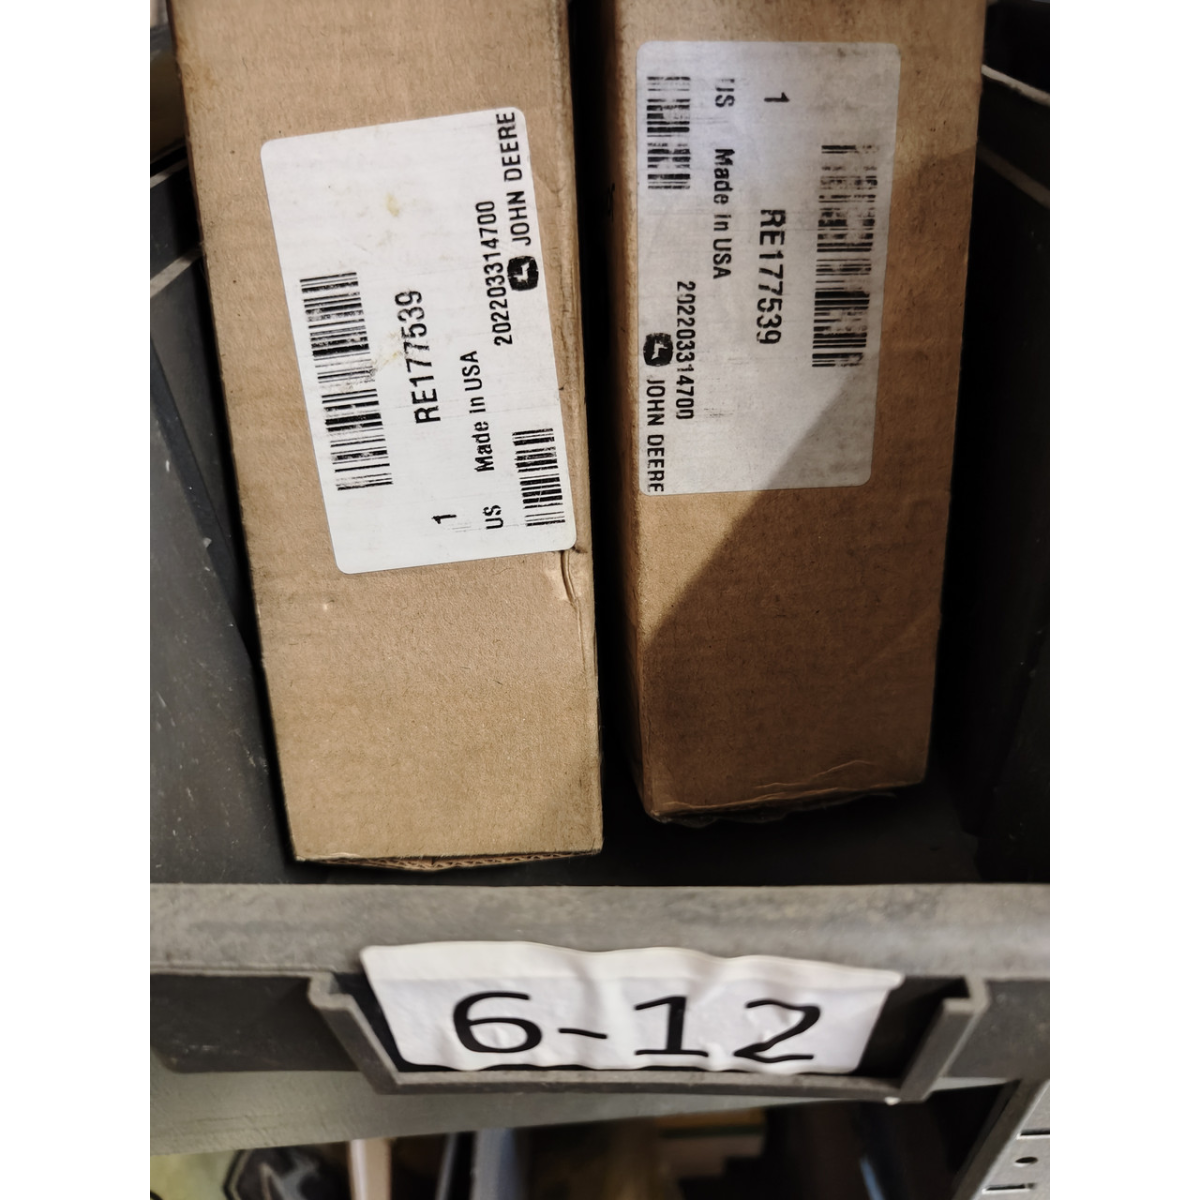 RE177539
1
US Made in USA
202203314700
JOHN DEERE
1
RE177539
US Made in USA
202203314700
JOHN DEERE
6-12